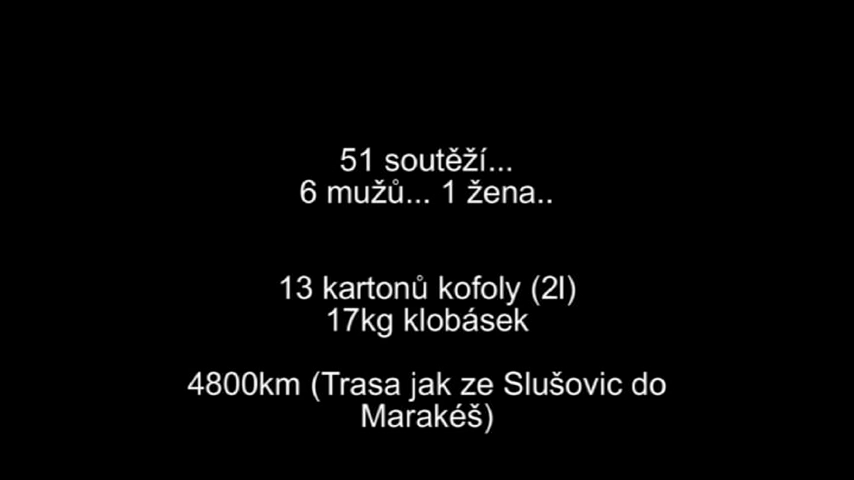 51 soutěží...
6 mužů... 1 žena..
13 kartonů kofoly (2l)
17kg klobásek
4800km (Trasa jak ze Slušovic do
Marakéš)